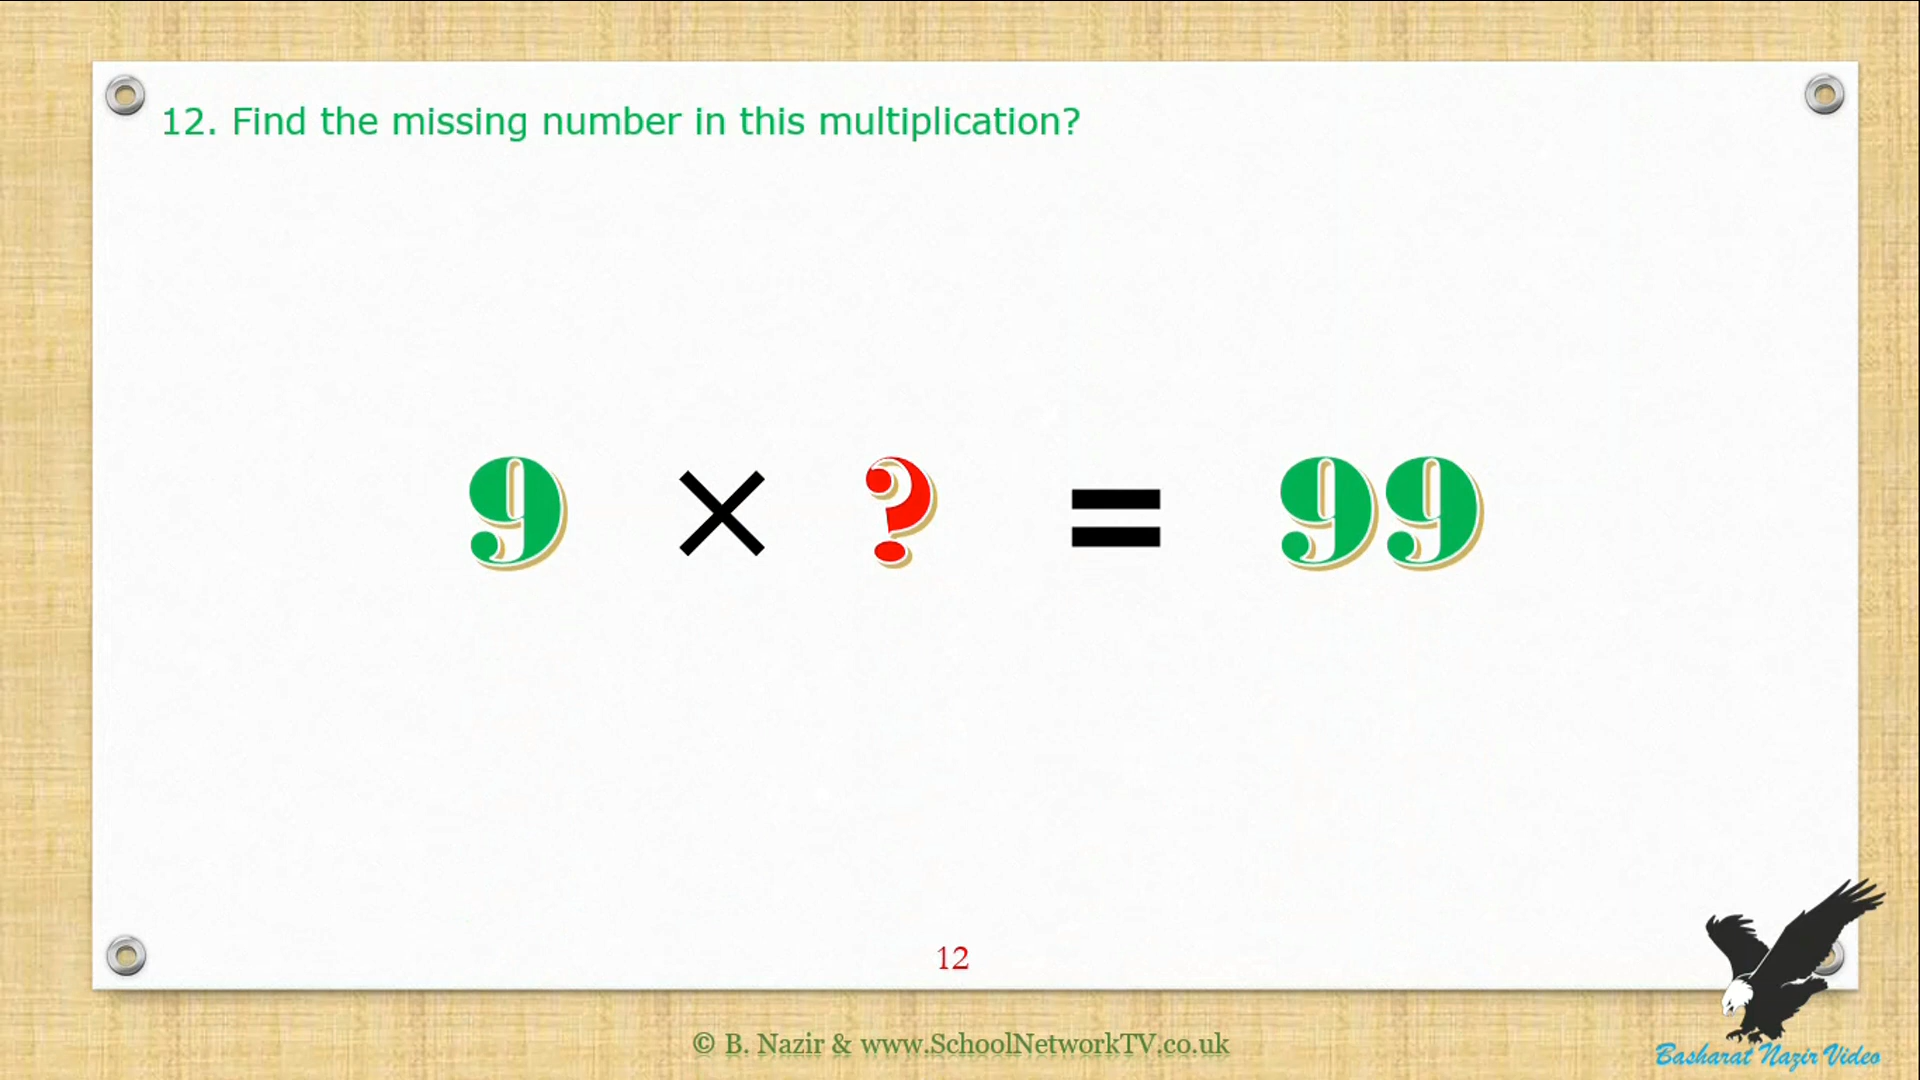 12. Find the missing number in this multiplication?
9 × ? = 99
12
© B. Nazir & www.SchoolNetworkTV.co.uk
Basharat Nazir Video